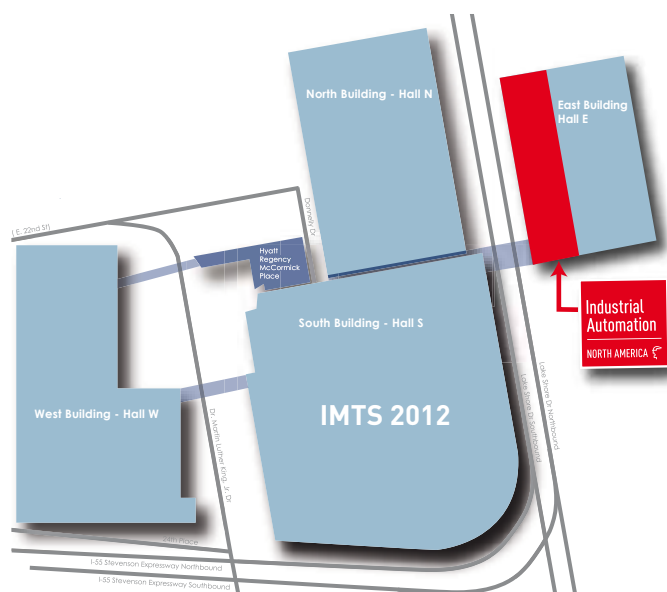 North Building - Hall N
East Building
Hall E
[ E. 22nd St]
Donnelly Dr
Hyatt
Regency
McCormick
Place
Industrial
Automation
NORTH AMERICA
South Building - Hall S
IMTS 2012
West Building - Hall W
Lake Shore Dr Southbound
Lake Shore Dr Northbound
Dr. Martin Luther King, Jr. Dr
24th Place
I-55 Stevenson Expressway Northbound
I-55 Stevenson Expressway Southbound